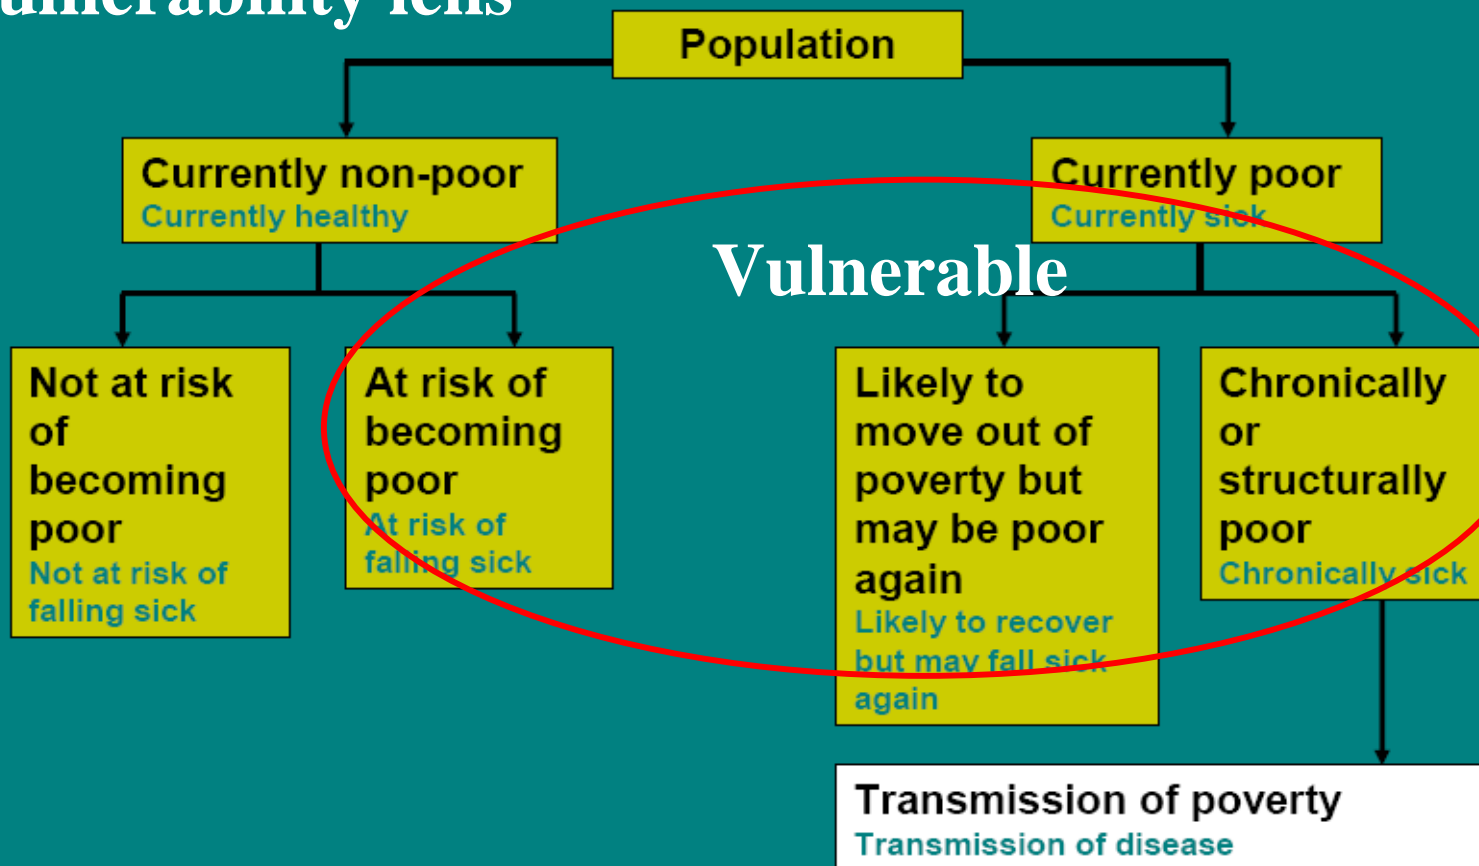 ulnerability lens
Population
Currently non-poor
Currently healthy
Currently poor
Currently sick
Vulnerable
Not at risk
of
becoming
poor
Not at risk of
falling sick
At risk of
becoming
poor
At risk of
falling sick
Likely to
move out of
poverty but
may be poor
again
Likely to recover
but may fall sick
again
Chronically
or
structurally
poor
Chronically sick
Transmission of poverty
Transmission of disease